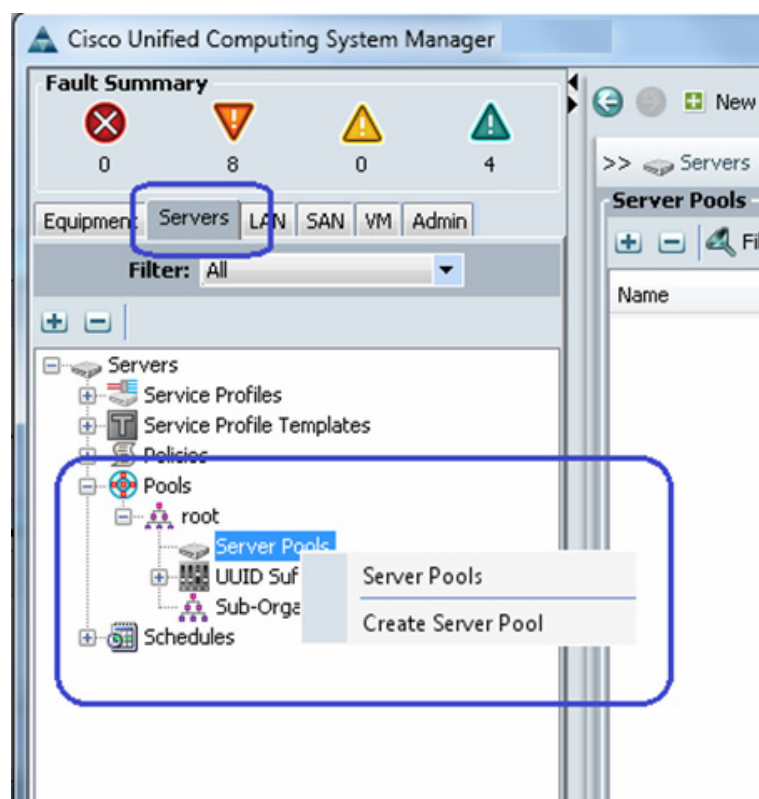 Cisco Unified Computing System Manager
Fault Summary
0 8 0 4
New
>> Servers
Equipment Servers LAN SAN VM Admin
Server Pools
Filter: All
Fi
Name
Servers
Service Profiles
Service Profile Templates
Policies
Pools
root
Server Pools
UUID Suf
Sub-Orga
Schedules
Server Pools
Create Server Pool